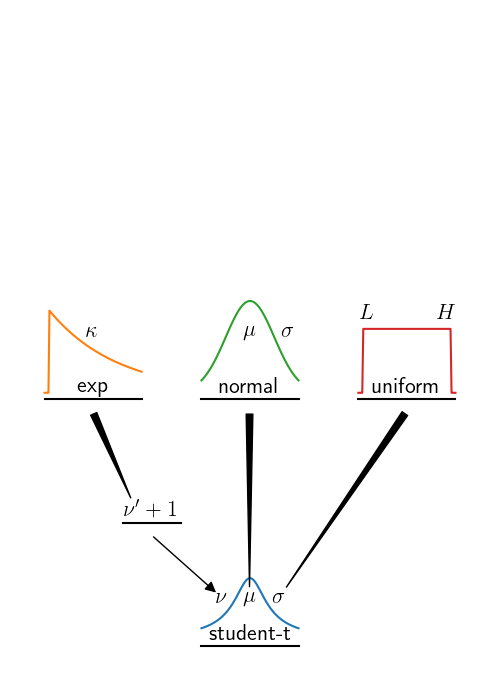 L H
κ μ σ
exp normal uniform
ν′ + 1
ν μ σ
student-t